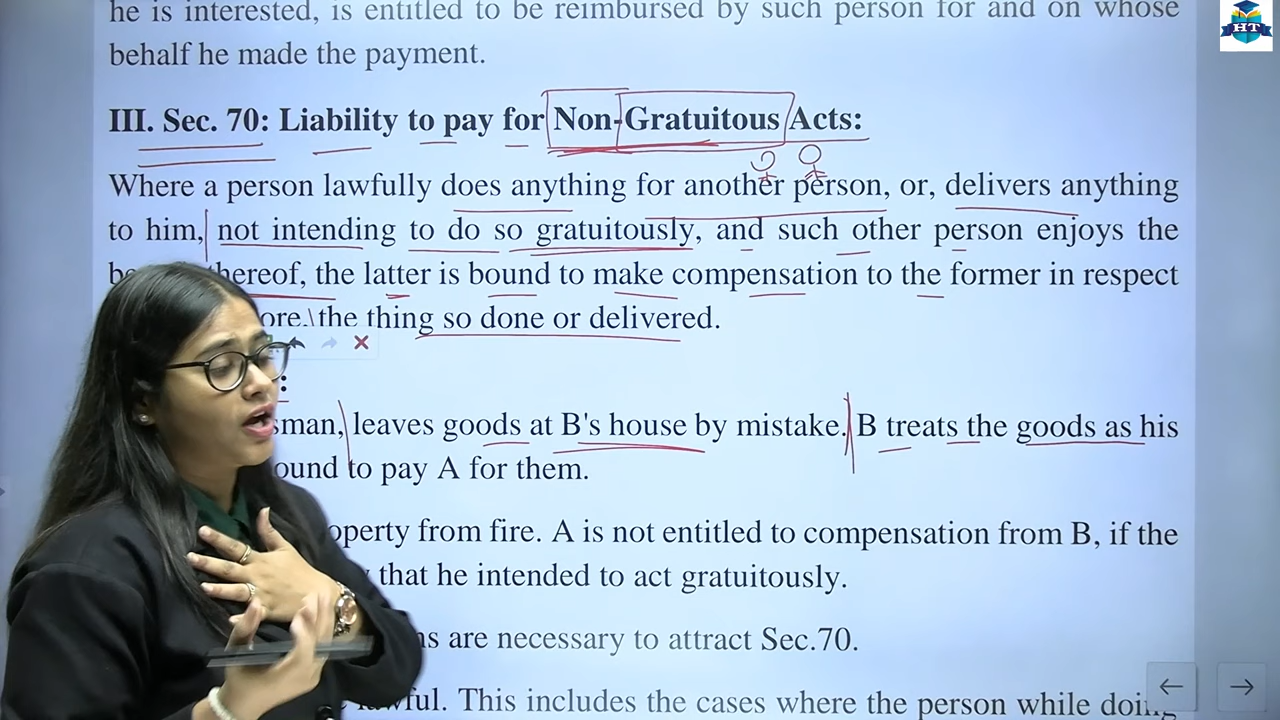 he is interested, is entitled to be reimbursed by such person for and on whose
behalf he made the payment.
III. Sec. 70: Liability to pay for Non-Gratuitous Acts:
Where a person lawfully does anything for another person, or, delivers anything
to him, not intending to do so gratuitously, and such other person enjoys the
thereof, the latter is bound to make compensation to the former in respect
the thing so done or delivered.
:
leaves goods at B's house by mistake. B treats the goods as his
to pay A for them.
from fire. A is not entitled to compensation from B, if the
that he intended to act gratuitously.
are necessary to attract Sec.70.
This includes the cases where the person while doing
HT